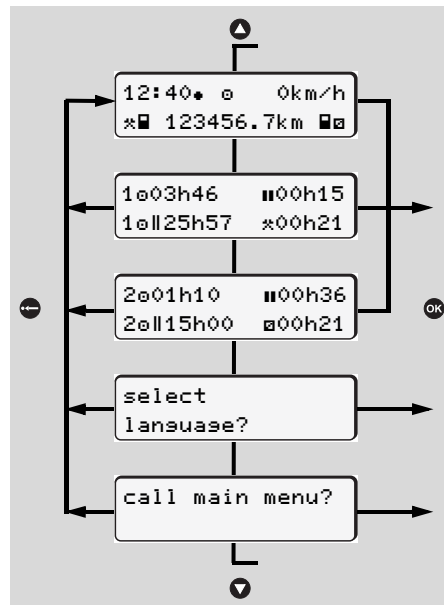 12:40● ⊙ 0km/h
⚒🁢 123456.7km 🁢⧄
1⊙03h46 ▮▮00h15
1⊙||25h57 ⚒00h21
2⊙01h10 ▮▮00h36
2⊙||15h00 ⧄00h21
OK
select
language?
call main menu?